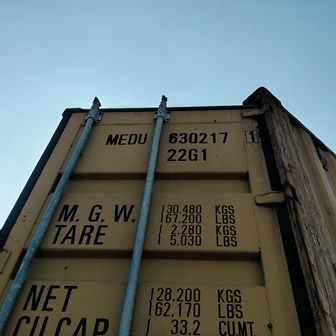 MEDU 630217 1
22G1
M.G.W. 30.480 KGS
67.200 LBS
TARE 2.280 KGS
5.030 LBS
NET 28,200 KGS
62,170 LBS
CU.CAP. 33.2 CU.MT